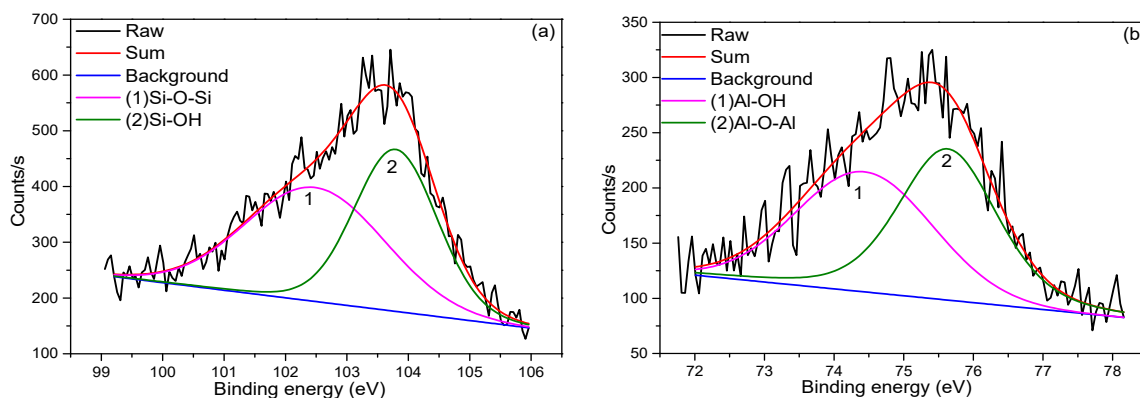 (a)
Raw
Sum
Background
(1)Si-O-Si
(2)Si-OH
700
600
500
400
300
200
100
Counts/s
1
2
99 100 101 102 103 104 105 106
Binding energy (eV)
(b
Raw
Sum
Background
(1)Al-OH
(2)Al-O-Al
350
300
250
200
150
100
50
Counts/s
1
2
72 73 74 75 76 77 78
Binding energy (eV)